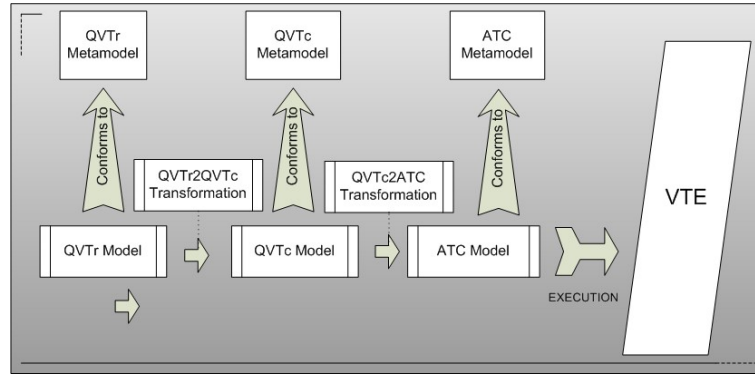 QVTr
Metamodel
QVTc
Metamodel
ATC
Metamodel
Conforms to
Conforms to
Conforms to
QVTr2QVTc
Transformation
QVTc2ATC
Transformation
VTE
QVTr Model
QVTc Model
ATC Model
EXECUTION